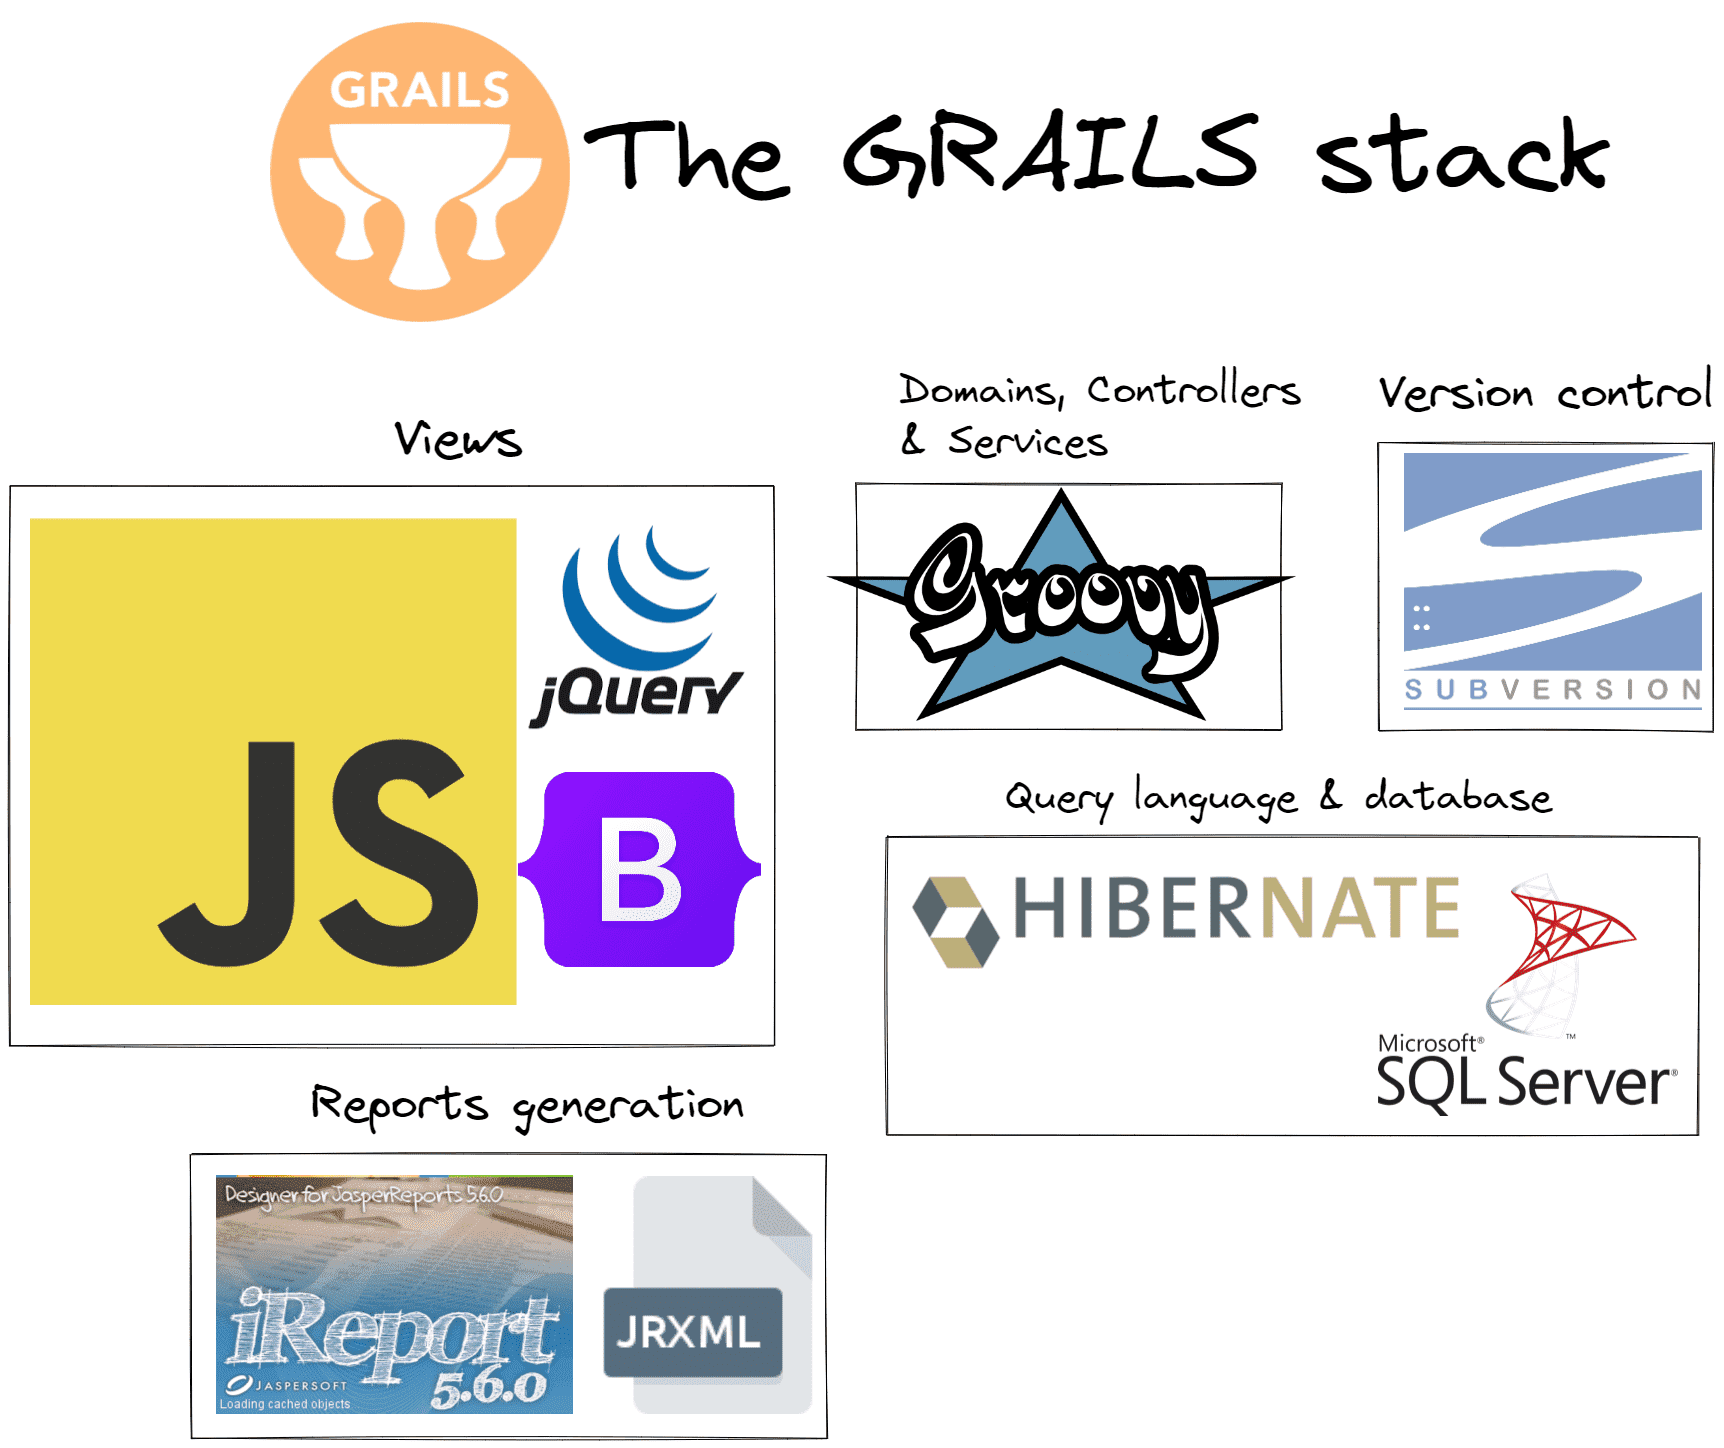 GRAILS
The GRAILS stack
Views
JS
jQuery
B
Domains, Controllers
& Services
Groovy
Version control
SUBVERSION
Query language & database
HIBERNATE
Microsoft®
SQL Server®
™
Reports generation
Designer for JasperReports 5.6.0
iReport
5.6.0
JASPERSOFT
Loading cached objects
JRXML